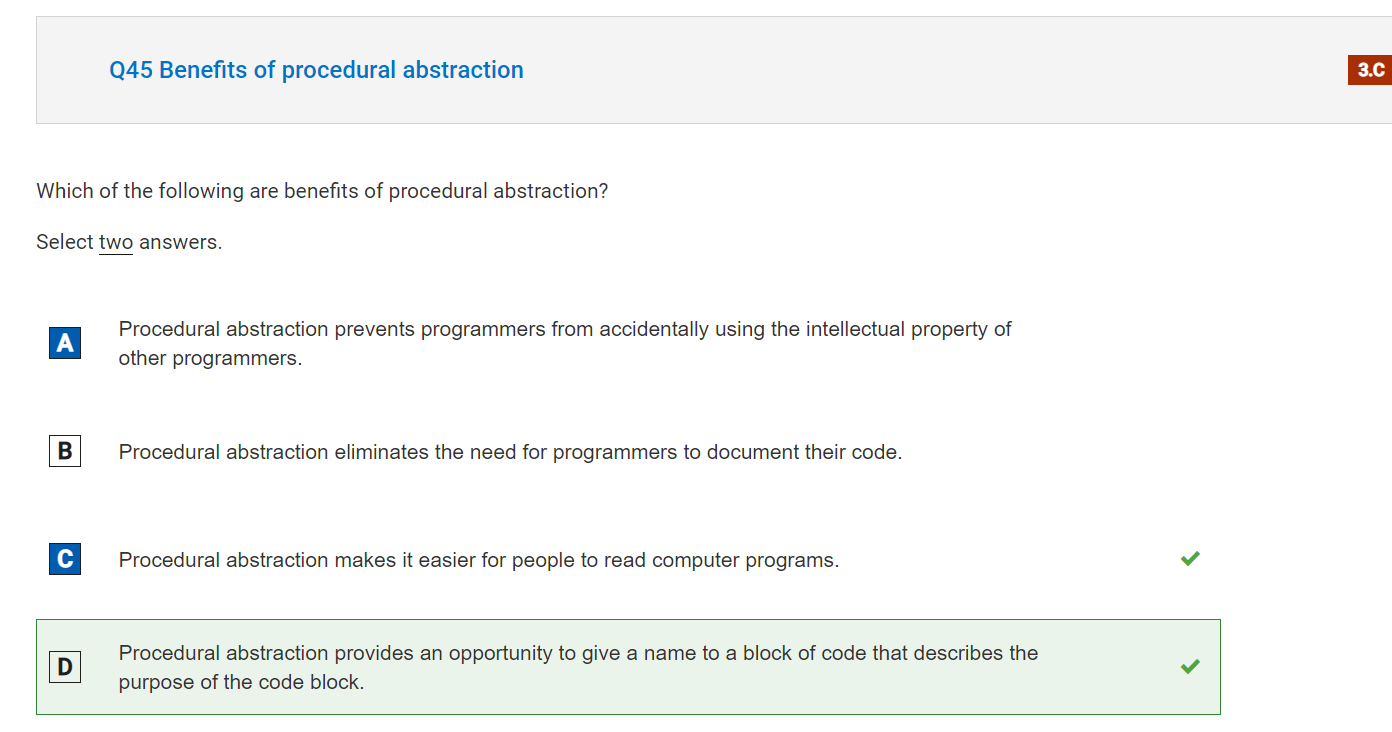 Q45 Benefits of procedural abstraction
3.C
Which of the following are benefits of procedural abstraction?
Select two answers.
A
Procedural abstraction prevents programmers from accidentally using the intellectual property of
other programmers.
B
Procedural abstraction eliminates the need for programmers to document their code.
C
Procedural abstraction makes it easier for people to read computer programs.
D
Procedural abstraction provides an opportunity to give a name to a block of code that describes the
purpose of the code block.